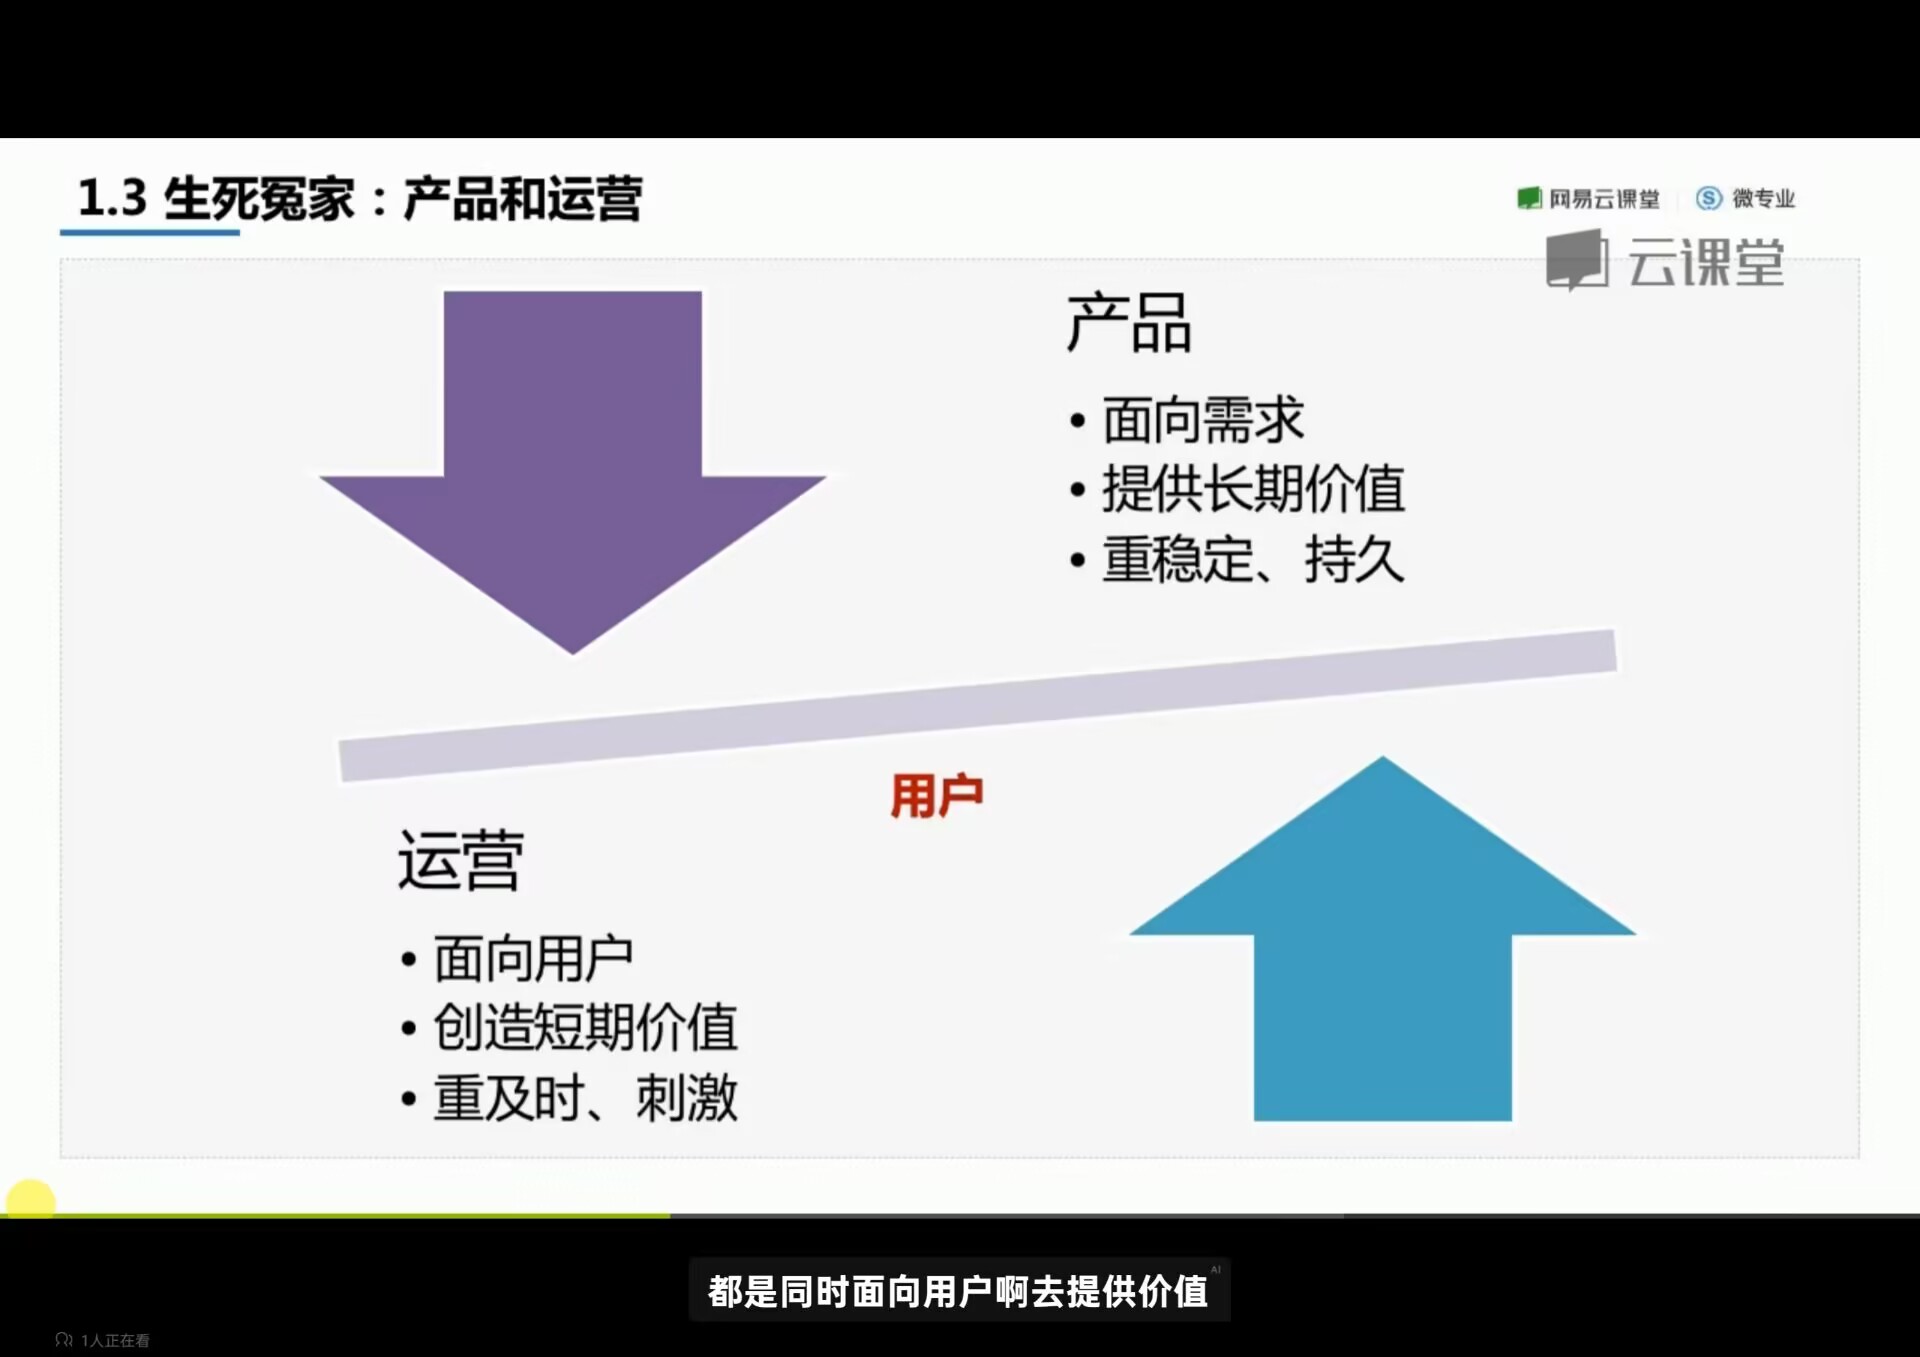 1.3 生死冤家：产品和运营
网易云课堂 微专业
云课堂
产品
• 面向需求
• 提供长期价值
• 重稳定、持久
用户
运营
• 面向用户
• 创造短期价值
• 重及时、刺激
都是同时面向用户啊去提供价值
AI
1人正在看